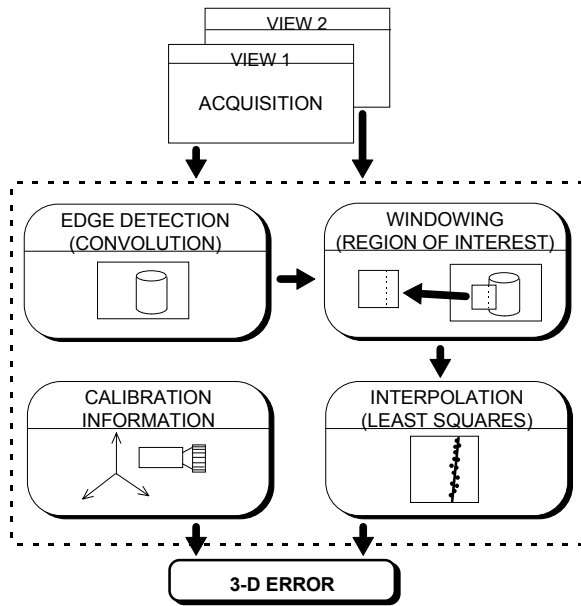 VIEW 2
VIEW 1
ACQUISITION
EDGE DETECTION
(CONVOLUTION)
WINDOWING
(REGION OF INTEREST)
CALIBRATION
INFORMATION
INTERPOLATION
(LEAST SQUARES)
3-D ERROR